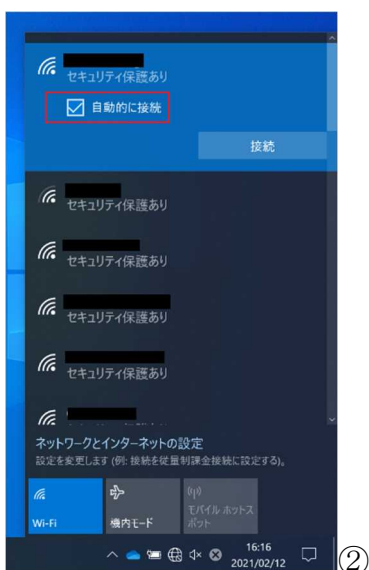 セキュリティ保護あり
自動的に接続
接続
セキュリティ保護あり
セキュリティ保護あり
セキュリティ保護あり
セキュリティ保護あり
ネットワークとインターネットの設定
設定を変更します (例: 接続を従量制課金接続に設定する)。
Wi-Fi
機内モード
モバイル ホットス
ポット
16:16
2021/02/12
②